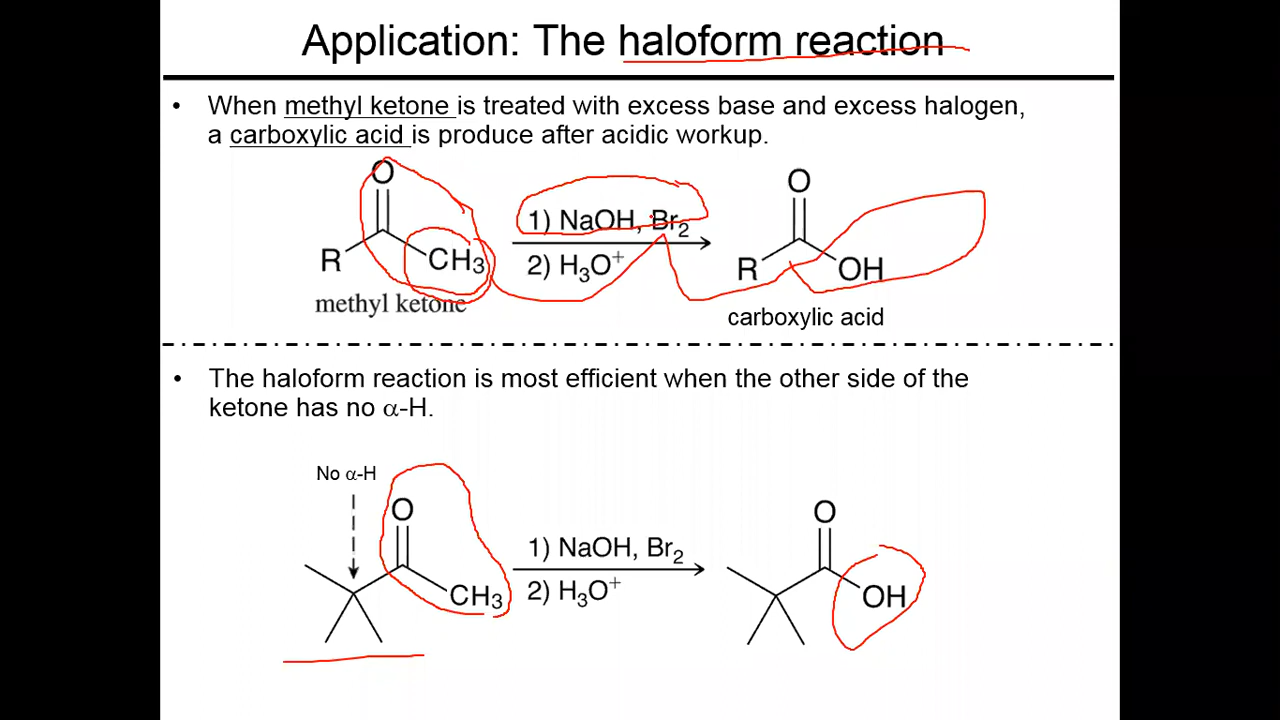 Application: The haloform reaction
• When methyl ketone is treated with excess base and excess halogen,
a carboxylic acid is produce after acidic workup.
O
R
CH₃
methyl ketone
1) NaOH, Br₂
2) H₃O⁺
O
R
OH
carboxylic acid
• The haloform reaction is most efficient when the other side of the
ketone has no α-H.
No α-H
O
CH₃
1) NaOH, Br₂
2) H₃O⁺
O
OH